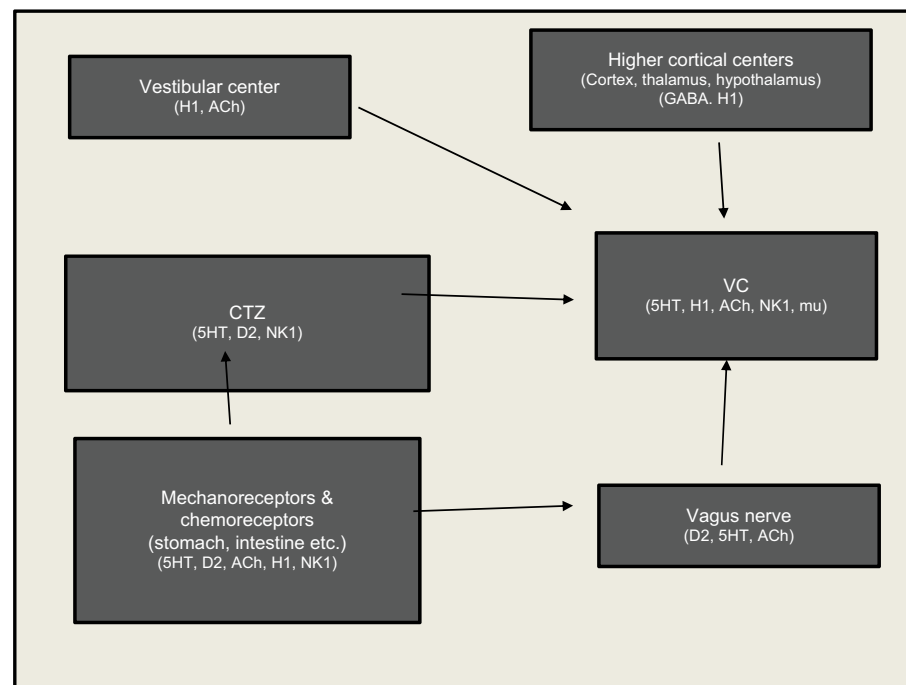 Vestibular center
(H1, ACh)
Higher cortical centers
(Cortex, thalamus, hypothalamus)
(GABA. H1)
CTZ
(5HT, D2, NK1)
VC
(5HT, H1, ACh, NK1, mu)
Mechanoreceptors &
chemoreceptors
(stomach, intestine etc.)
(5HT, D2, ACh, H1, NK1)
Vagus nerve
(D2, 5HT, ACh)